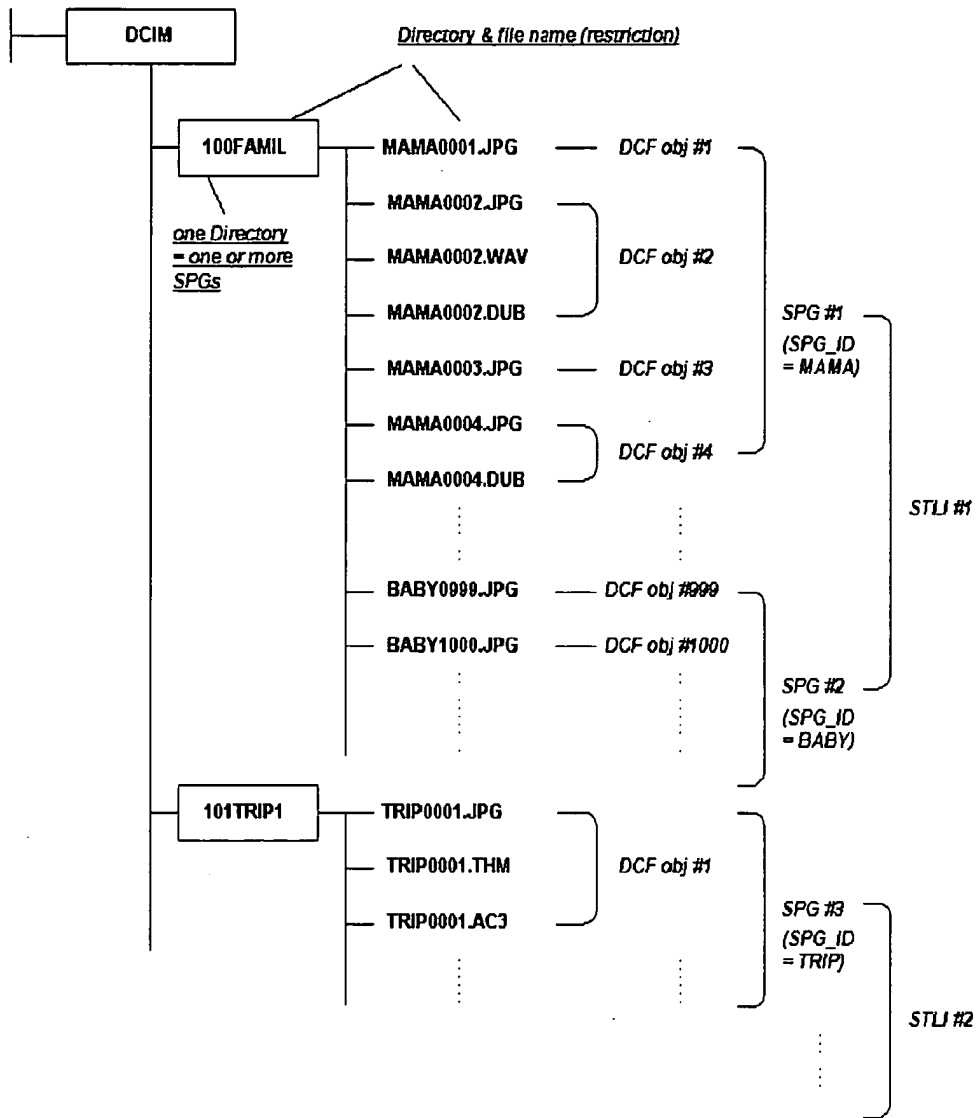 DCIM
Directory & file name (restriction)
100FAMIL
MAMA0001.JPG
DCF obj #1
MAMA0002.JPG
one Directory
= one or more
SPGs
MAMA0002.WAV
DCF obj #2
MAMA0002.DUB
SPG #1
(SPG_ID
= MAMA)
MAMA0003.JPG
DCF obj #3
MAMA0004.JPG
DCF obj #4
MAMA0004.DUB
STLI #1
BABY0999.JPG
DCF obj #999
BABY1000.JPG
DCF obj #1000
SPG #2
(SPG_ID
= BABY)
101TRIP1
TRIP0001.JPG
TRIP0001.THM
DCF obj #1
TRIP0001.AC3
SPG #3
(SPG_ID
= TRIP)
STLI #2